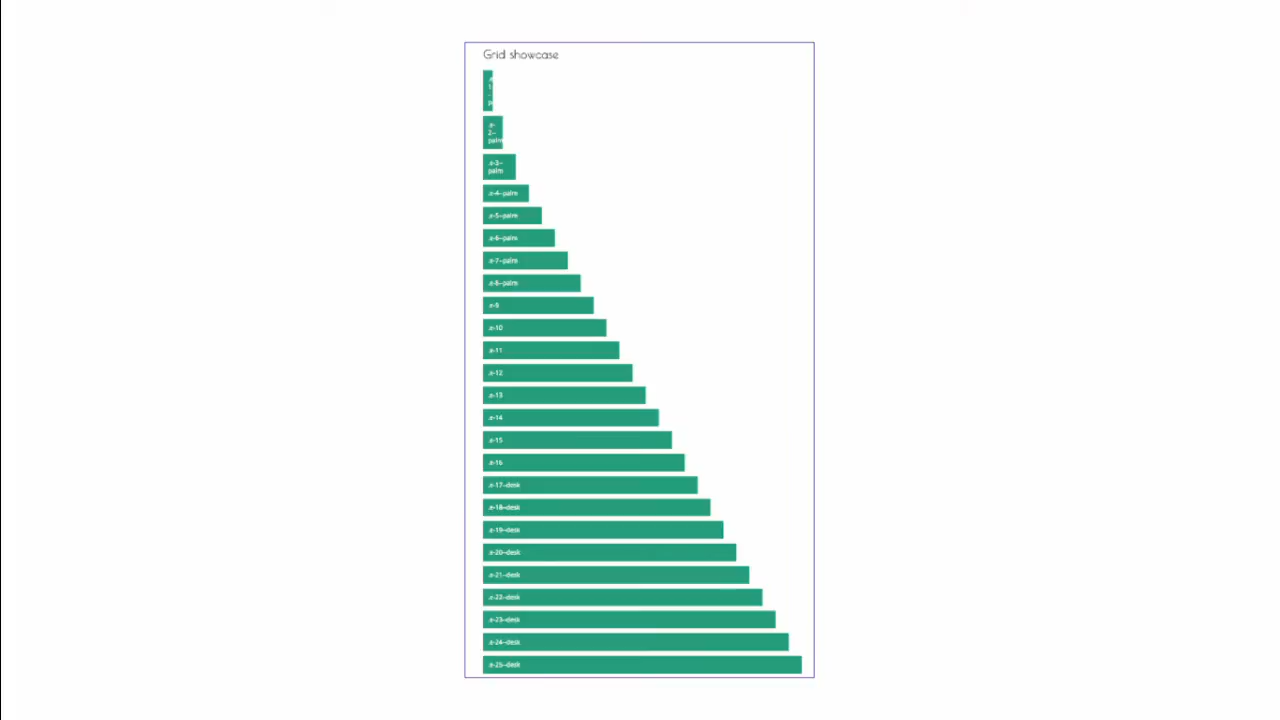 Grid showcase
.e-
2--
palm
.e-3--
palm
.e-4--palm
.e-5--palm
.e-6--palm
.e-7--palm
.e-8--palm
.e-9
.e-10
.e-11
.e-12
.e-13
.e-14
.e-15
.e-16
.e-17--desk
.e-18--desk
.e-19--desk
.e-20--desk
.e-21--desk
.e-22--desk
.e-23--desk
.e-24--desk
.e-25--desk